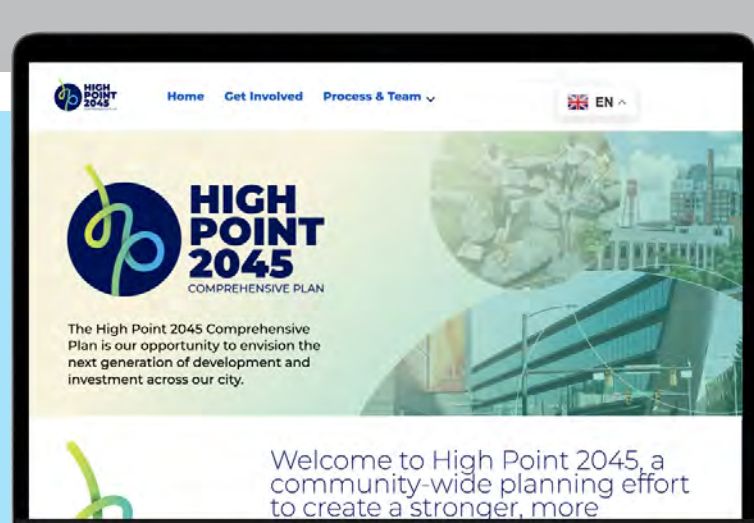 HIGH
POINT
2045
COMPREHENSIVE PLAN
Home Get Involved Process & Team
EN
HIGH
POINT
2045
COMPREHENSIVE PLAN
The High Point 2045 Comprehensive
Plan is our opportunity to envision the
next generation of development and
investment across our city.
Welcome to High Point 2045, a
community-wide planning effort
to create a stronger, more